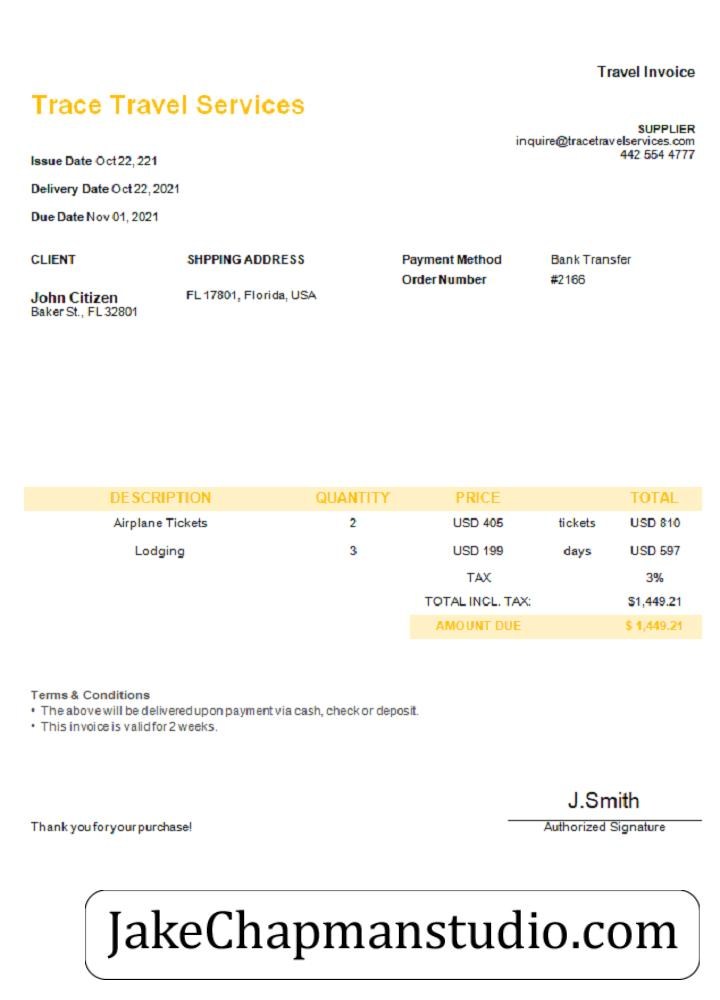 Travel Invoice
Trace Travel Services
SUPPLIER
inquire@tracetravelservices.com
442 554 4777
Issue Date Oct 22, 221
Delivery Date Oct 22, 2021
Due Date Nov 01, 2021
CLIENT SHPPING ADDRESS Payment Method Bank Transfer
Order Number #2166
John Citizen FL 17801, Florida, USA
Baker St., FL 32801
DESCRIPTION QUANTITY PRICE TOTAL
Airplane Tickets 2 USD 405 tickets USD 810
Lodging 3 USD 199 days USD 597
TAX 3%
TOTAL INCL. TAX: $1,449.21
AMOUNT DUE $ 1,449.21
Terms & Conditions
• The above will be delivered upon payment via cash, check or deposit.
• This invoice is valid for 2 weeks.
J.Smith
Thank you for your purchase! Authorized Signature
JakeChapmanstudio.com